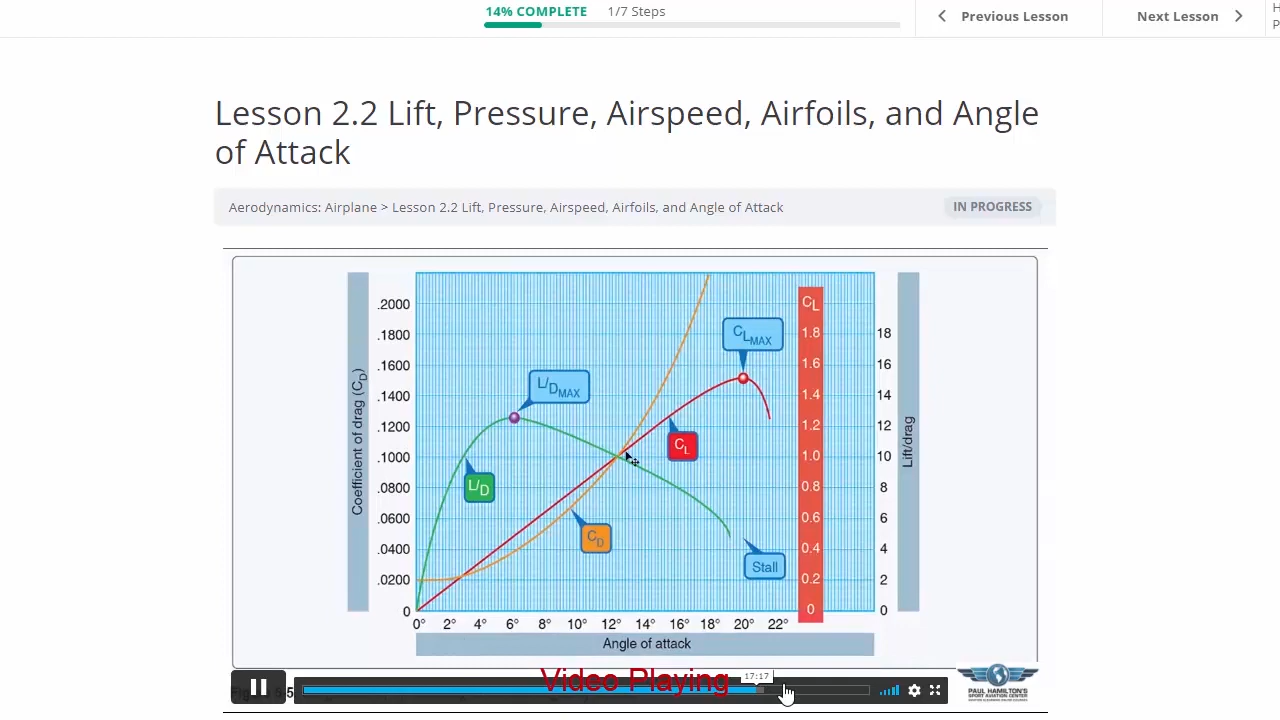 14% COMPLETE 1/7 Steps
Previous Lesson
Next Lesson
Lesson 2.2 Lift, Pressure, Airspeed, Airfoils, and Angle
of Attack
Aerodynamics: Airplane > Lesson 2.2 Lift, Pressure, Airspeed, Airfoils, and Angle of Attack
IN PROGRESS
Coefficient of drag (CD)
.2000
.1800
.1600
.1400
.1200
.1000
.0800
.0600
.0400
.0200
0
L/DMAX
L/D
CD
CL
CLMAX
Stall
CL
1.8
1.6
1.4
1.2
1.0
0.8
0.6
0.4
0.2
0
18
16
14
12
10
8
6
4
2
0
Lift/drag
0° 2° 4° 6° 8° 10° 12° 14° 16° 18° 20° 22°
Angle of attack
Video Playing
17:17
PAUL HAMILTON'S
SPORT AVIATION CENTER